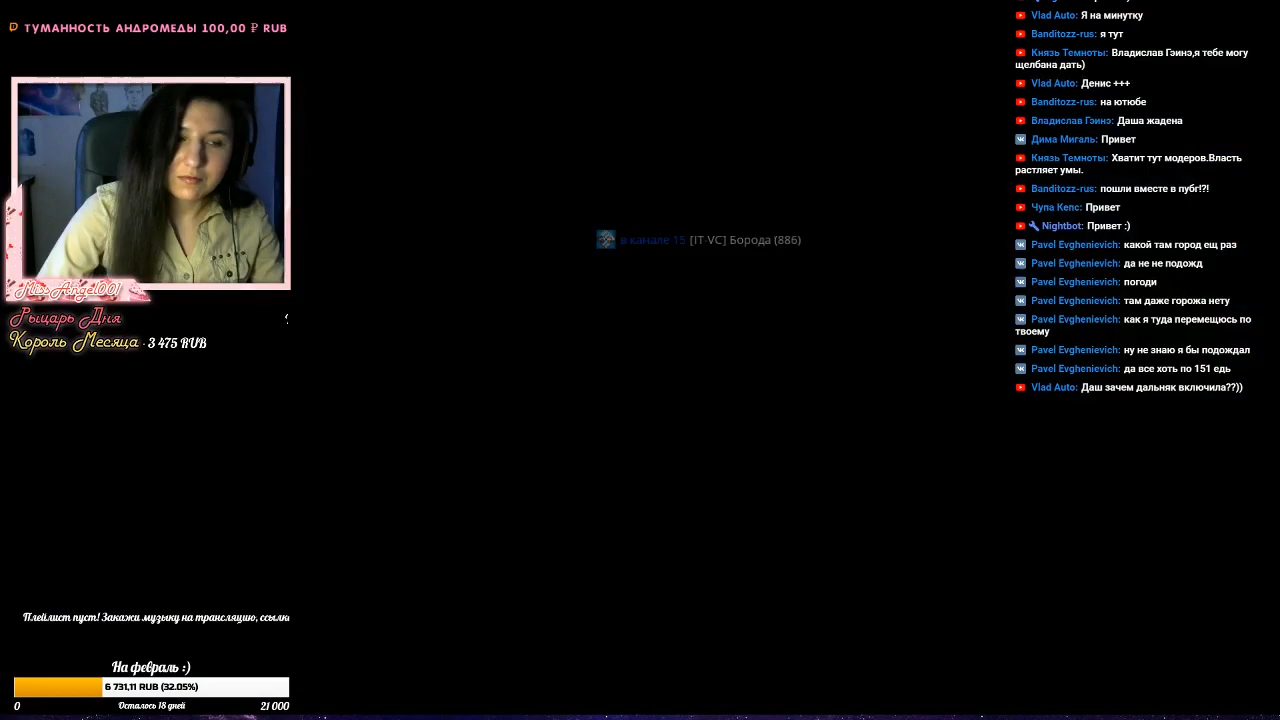 ТУМАННОСТЬ АНДРОМЕДЫ 100,00 ₽ RUB
MissAngel001
Рыцарь Дня
Король Месяца - 3 475 RUB
Плейлист пуст! Закажи музыку на трансляцию, ссылк
На февраль :)
6 731,11 RUB (32.05%)
0 Осталось 18 дней 21 000
в канале 15 [IT-VC] Борода (886)
Vlad Auto: Я на минутку
Banditozz-rus: я тут
Князь Темноты: Владислав Гэинэ,я тебе могу
щелбана дать)
Vlad Auto: Денис +++
Banditozz-rus: на ютюбе
Владислав Гэинэ: Даша жадена
Дима Мигаль: Привет
Князь Темноты: Хватит тут модеров.Власть
растляет умы.
Banditozz-rus: пошли вместе в пубг!?!
Чупа Кепс: Привет
Nightbot: Привет :)
Pavel Evghenievich: какой там город ещ раз
Pavel Evghenievich: да не не подожд
Pavel Evghenievich: погоди
Pavel Evghenievich: там даже горожа нету
Pavel Evghenievich: как я туда перемещюсь по
твоему
Pavel Evghenievich: ну не знаю я бы подождал
Pavel Evghenievich: да все хоть по 151 едь
Vlad Auto: Даш зачем дальняк включила??))